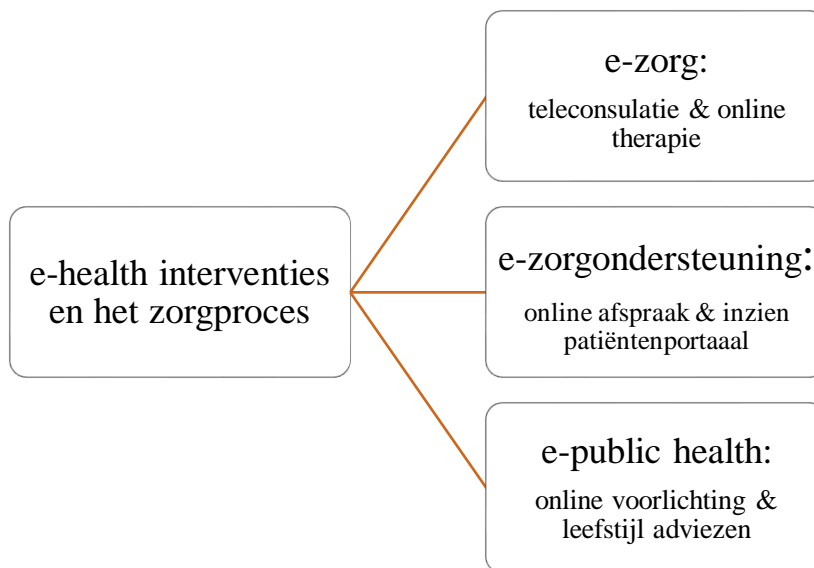 e-health interventies
en het zorgproces
e-zorg:
teleconsulatie & online
therapie
e-zorgondersteuning:
online afspraak & inzien
patiëntenportaaal
e-public health:
online voorlichting &
leefstijl adviezen